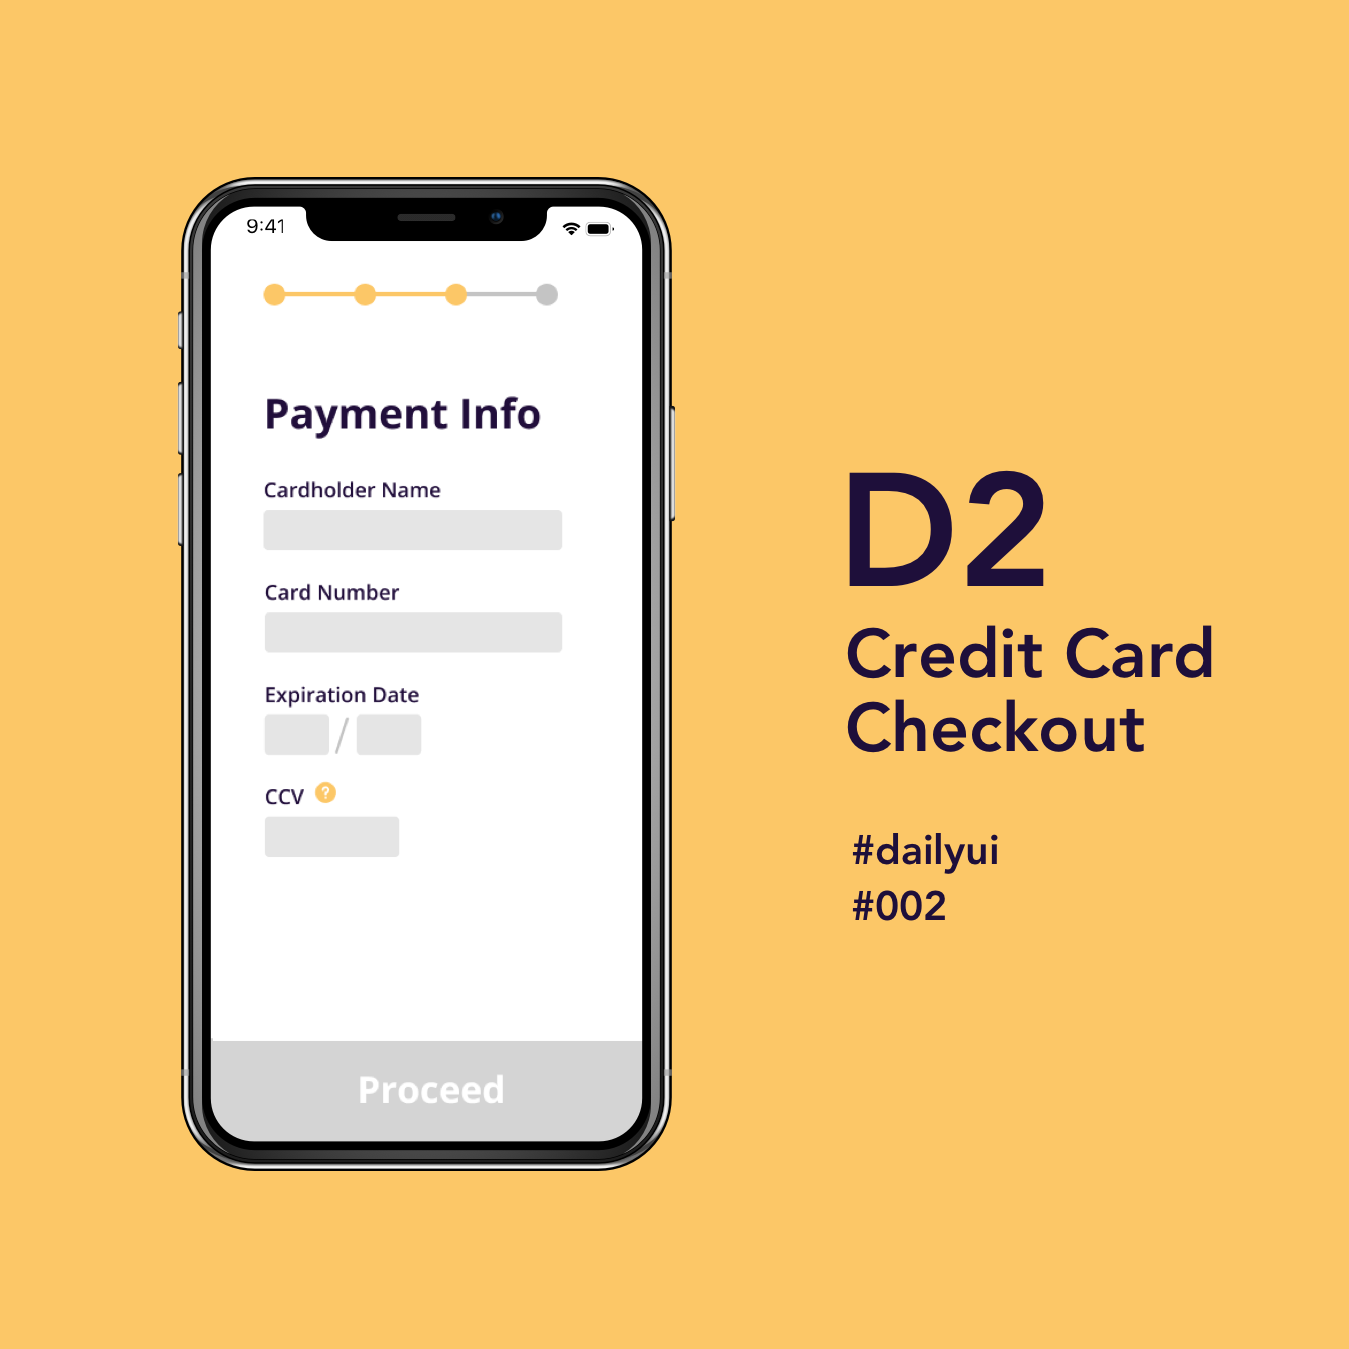 9:41
Payment Info
Cardholder Name
Card Number
Expiration Date
/
CCV ?
Proceed
D2
Credit Card
Checkout
#dailyui
#002